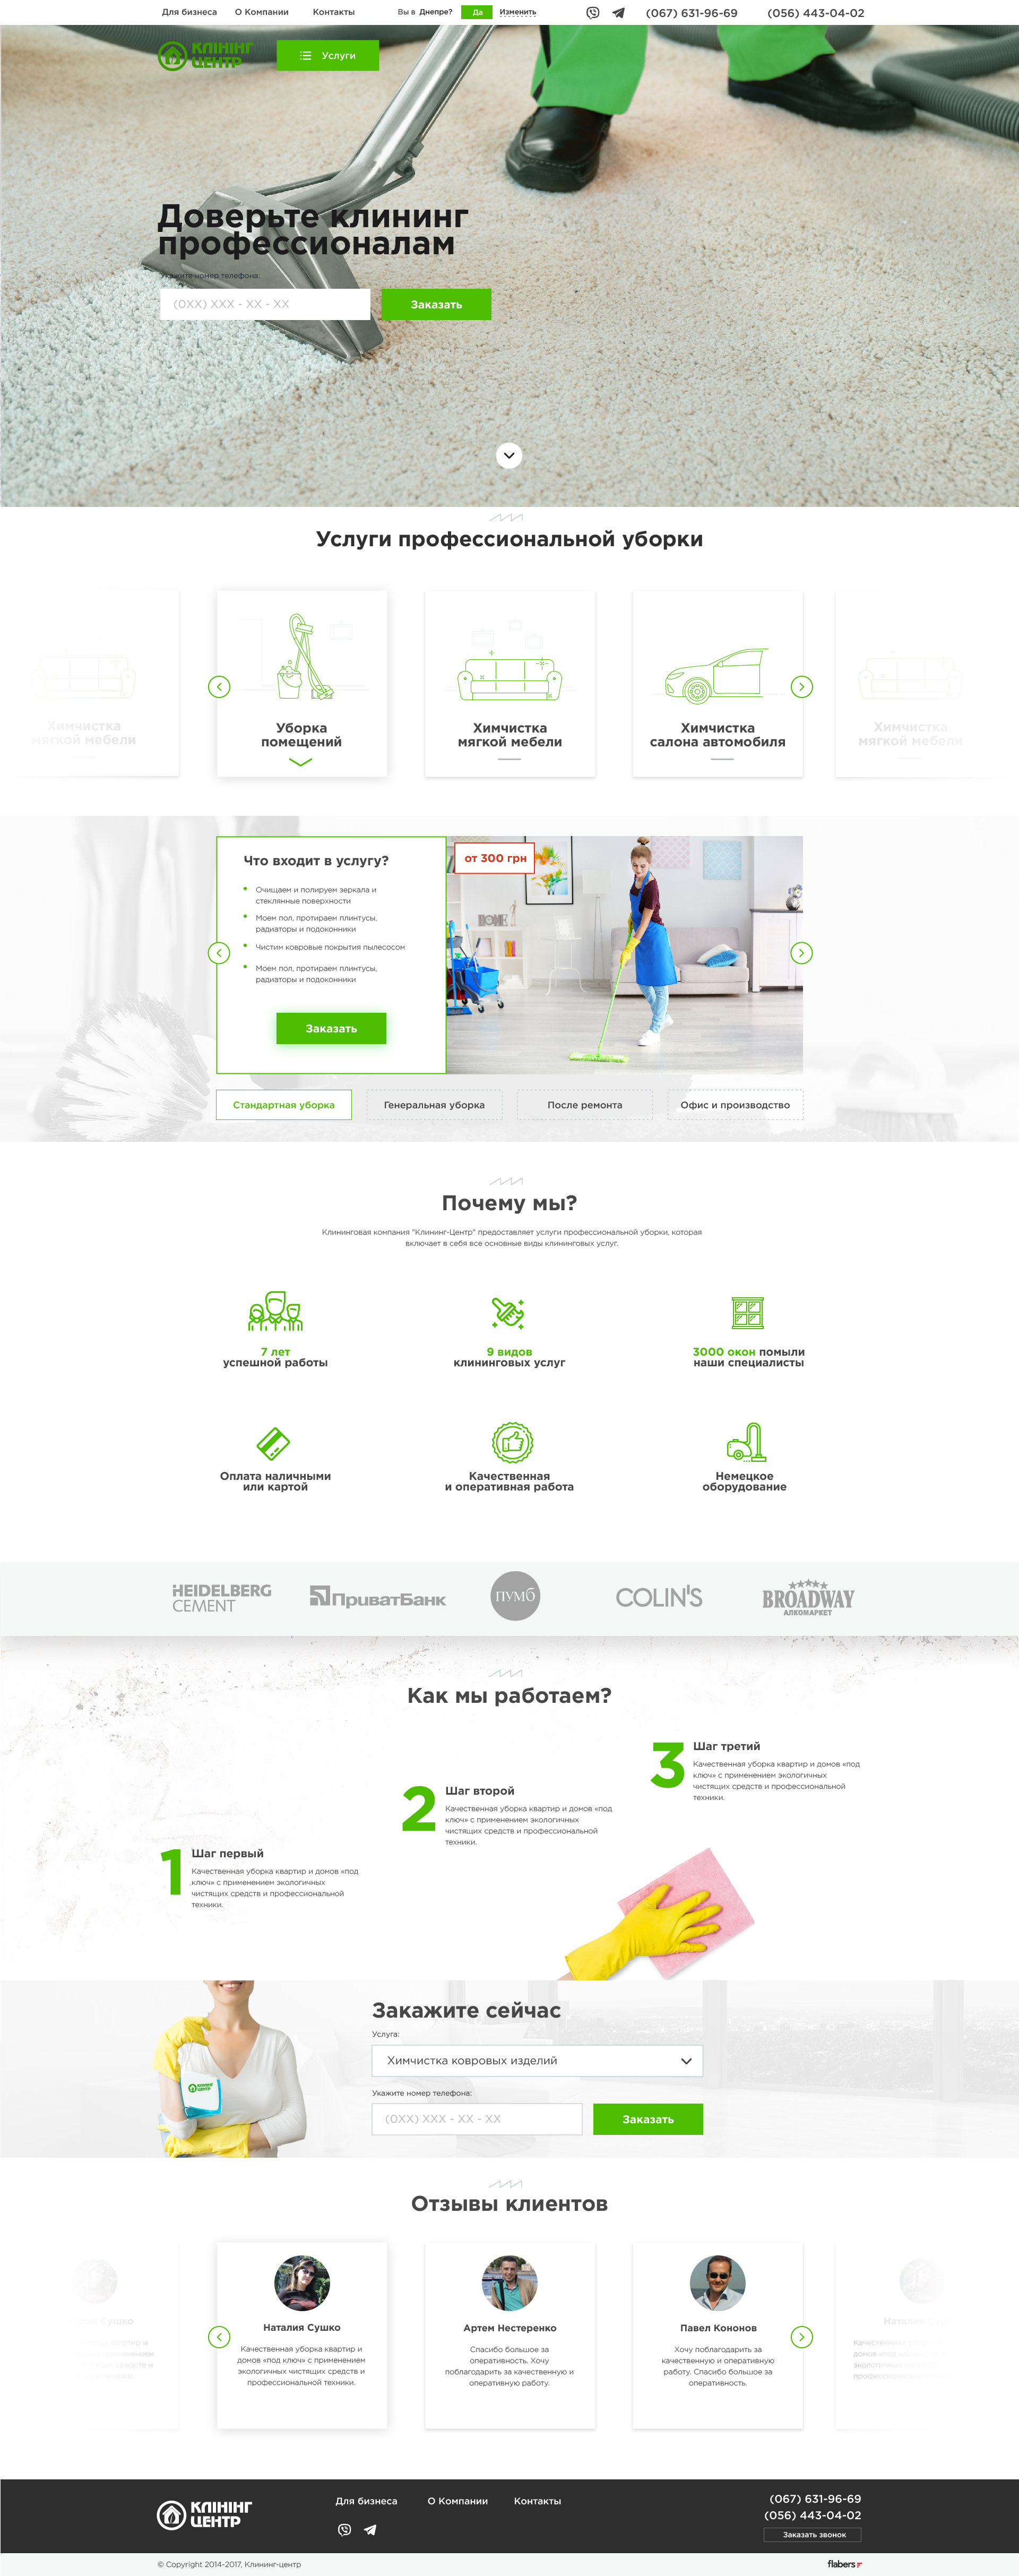 Для бизнеса
О Компании
Контакты
Вы в Днепре?
Да
Изменить
(067) 631-96-69
(056) 443-04-02
КЛІНІНГ
ЦЕНТР
Услуги
Доверьте клининг
профессионалам
Укажите номер телефона:
(0XX) XXX - XX - XX
Заказать
Услуги профессиональной уборки
Химчистка
мягкой мебели
Уборка
помещений
Химчистка
мягкой мебели
Химчистка
салона автомобиля
Химчистка
мягкой мебели
Что входит в услугу?
Очищаем и полируем зеркала и
стеклянные поверхности
Моем пол, протираем плинтусы,
радиаторы и подоконники
Чистим ковровые покрытия пылесосом
Моем пол, протираем плинтусы,
радиаторы и подоконники
Заказать
от 300 грн
HOME
Стандартная уборка
Генеральная уборка
После ремонта
Офис и производство
Почему мы?
Клининговая компания "Клининг-Центр" предоставляет услуги профессиональной уборки, которая
включает в себя все основные виды клининговых услуг.
7 лет
успешной работы
9 видов
клининговых услуг
3000 окон помыли
наши специалисты
Оплата наличными
или картой
Качественная
и оперативная работа
Немецкое
оборудование
HEIDELBERG
CEMENT
ПриватБанк
ПУМБ
COLIN'S
BROADWAY
АЛКОМАРКЕТ
Как мы работаем?
3
Шаг третий
Качественная уборка квартир и домов «под
ключ» с применением экологичных
чистящих средств и профессиональной
техники.
2
Шаг второй
Качественная уборка квартир и домов «под
ключ» с применением экологичных
чистящих средств и профессиональной
техники.
1
Шаг первый
Качественная уборка квартир и домов «под
ключ» с применением экологичных
чистящих средств и профессиональной
техники.
КЛІНІНГ
ЦЕНТР
Закажите сейчас
Услуга:
Химчистка ковровых изделий
Укажите номер телефона:
(0XX) XXX - XX - XX
Заказать
Отзывы клиентов
Сушко
Наталия Сушко
Качественная уборка квартир и
домов «под ключ» с применением
экологичных чистящих средств и
профессиональной техники.
Артем Нестеренко
Спасибо большое за
оперативность. Хочу
поблагодарить за качественную и
оперативную работу.
Павел Кононов
Хочу поблагодарить за
качественную и оперативную
работу. Спасибо большое за
оперативность.
КЛІНІНГ
ЦЕНТР
Для бизнеса
О Компании
Контакты
(067) 631-96-69
(056) 443-04-02
Заказать звонок
© Copyright 2014-2017, Клининг-центр
flabers